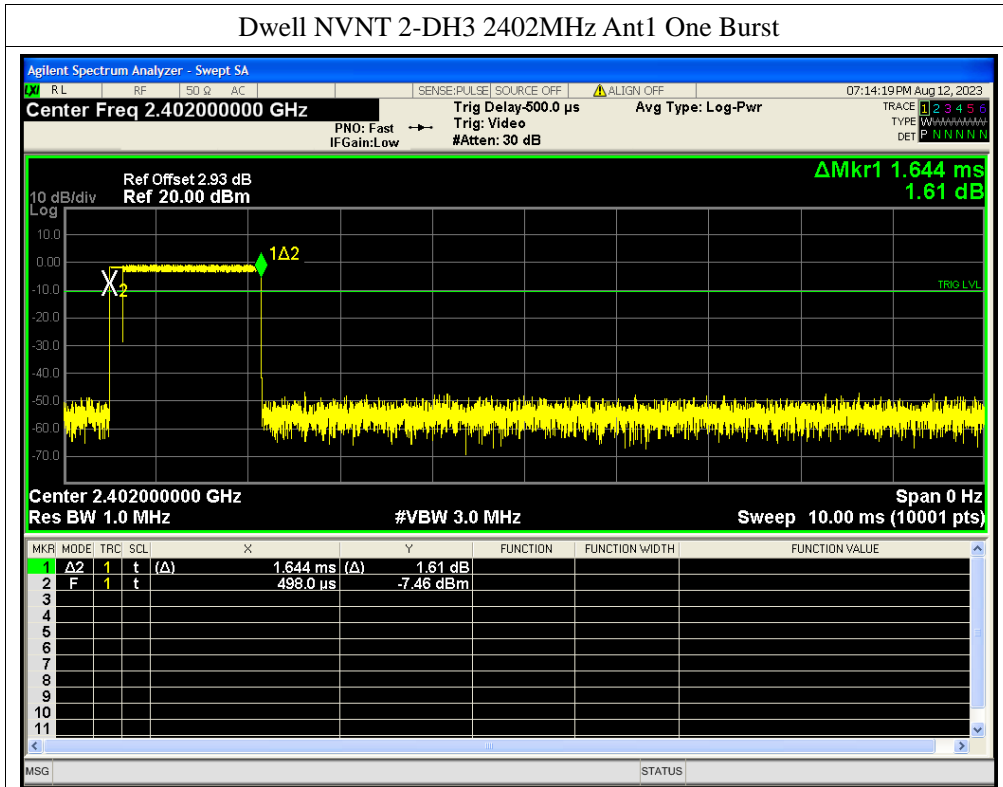 Dwell NVNT 2-DH3 2402MHz Ant1 One Burst
Agilent Spectrum Analyzer - Swept SA
LXI RL RF 50 Ω AC SENSE:PULSE SOURCE OFF ALIGN OFF 07:14:19 PM Aug 12, 2023
Center Freq 2.402000000 GHz Trig Delay-500.0 µs Avg Type: Log-Pwr TRACE 1 2 3 4 5 6
PNO: Fast Trig: Video TYPE
IFGain:Low #Atten: 30 dB DET P N N N N N
ΔMkr1 1.644 ms
1.61 dB
Ref Offset 2.93 dB
10 dB/div Ref 20.00 dBm
Log
10.0
1Δ2
0.00
2
-10.0 TRIG LVL
-20.0
-30.0
-40.0
-50.0
-60.0
-70.0
Center 2.402000000 GHz Span 0 Hz
Res BW 1.0 MHz #VBW 3.0 MHz Sweep 10.00 ms (10001 pts)
MKR MODE TRC SCL X Y FUNCTION FUNCTION WIDTH FUNCTION VALUE
1 Δ2 1 t (Δ) 1.644 ms (Δ) 1.61 dB
2 F 1 t 498.0 µs -7.46 dBm
3
4
5
6
7
8
9
10
11
MSG STATUS